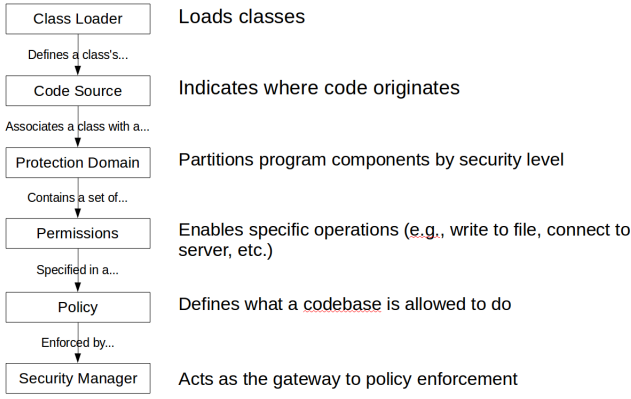 Class Loader
Loads classes
Defines a class's...
Code Source
Indicates where code originates
Associates a class with a...
Protection Domain
Partitions program components by security level
Contains a set of...
Permissions
Enables specific operations (e.g., write to file, connect to
server, etc.)
Specified in a...
Policy
Defines what a codebase is allowed to do
Enforced by...
Security Manager
Acts as the gateway to policy enforcement